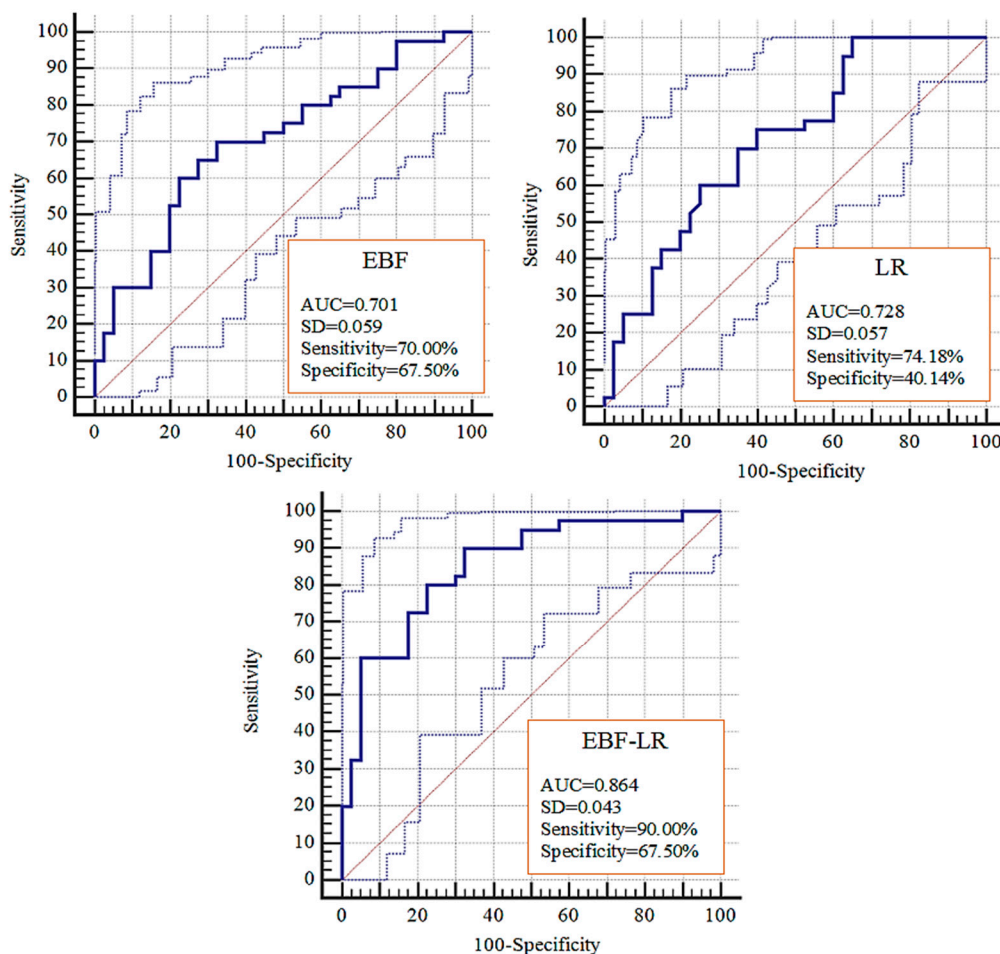 100
90
80
70
60
50
40
30
20
10
0
Sensitivity
EBF
AUC=0.701
SD=0.059
Sensitivity=70.00%
Specificity=67.50%
0
20
40
60
80
100
100-Specificity
100
90
80
70
60
50
40
30
20
10
0
Sensitivity
LR
AUC=0.728
SD=0.057
Sensitivity=74.18%
Specificity=40.14%
0
20
40
60
80
100
100-Specificity
100
90
80
70
60
50
40
30
20
10
0
Sensitivity
EBF-LR
AUC=0.864
SD=0.043
Sensitivity=90.00%
Specificity=67.50%
0
20
40
60
80
100
100-Specificity